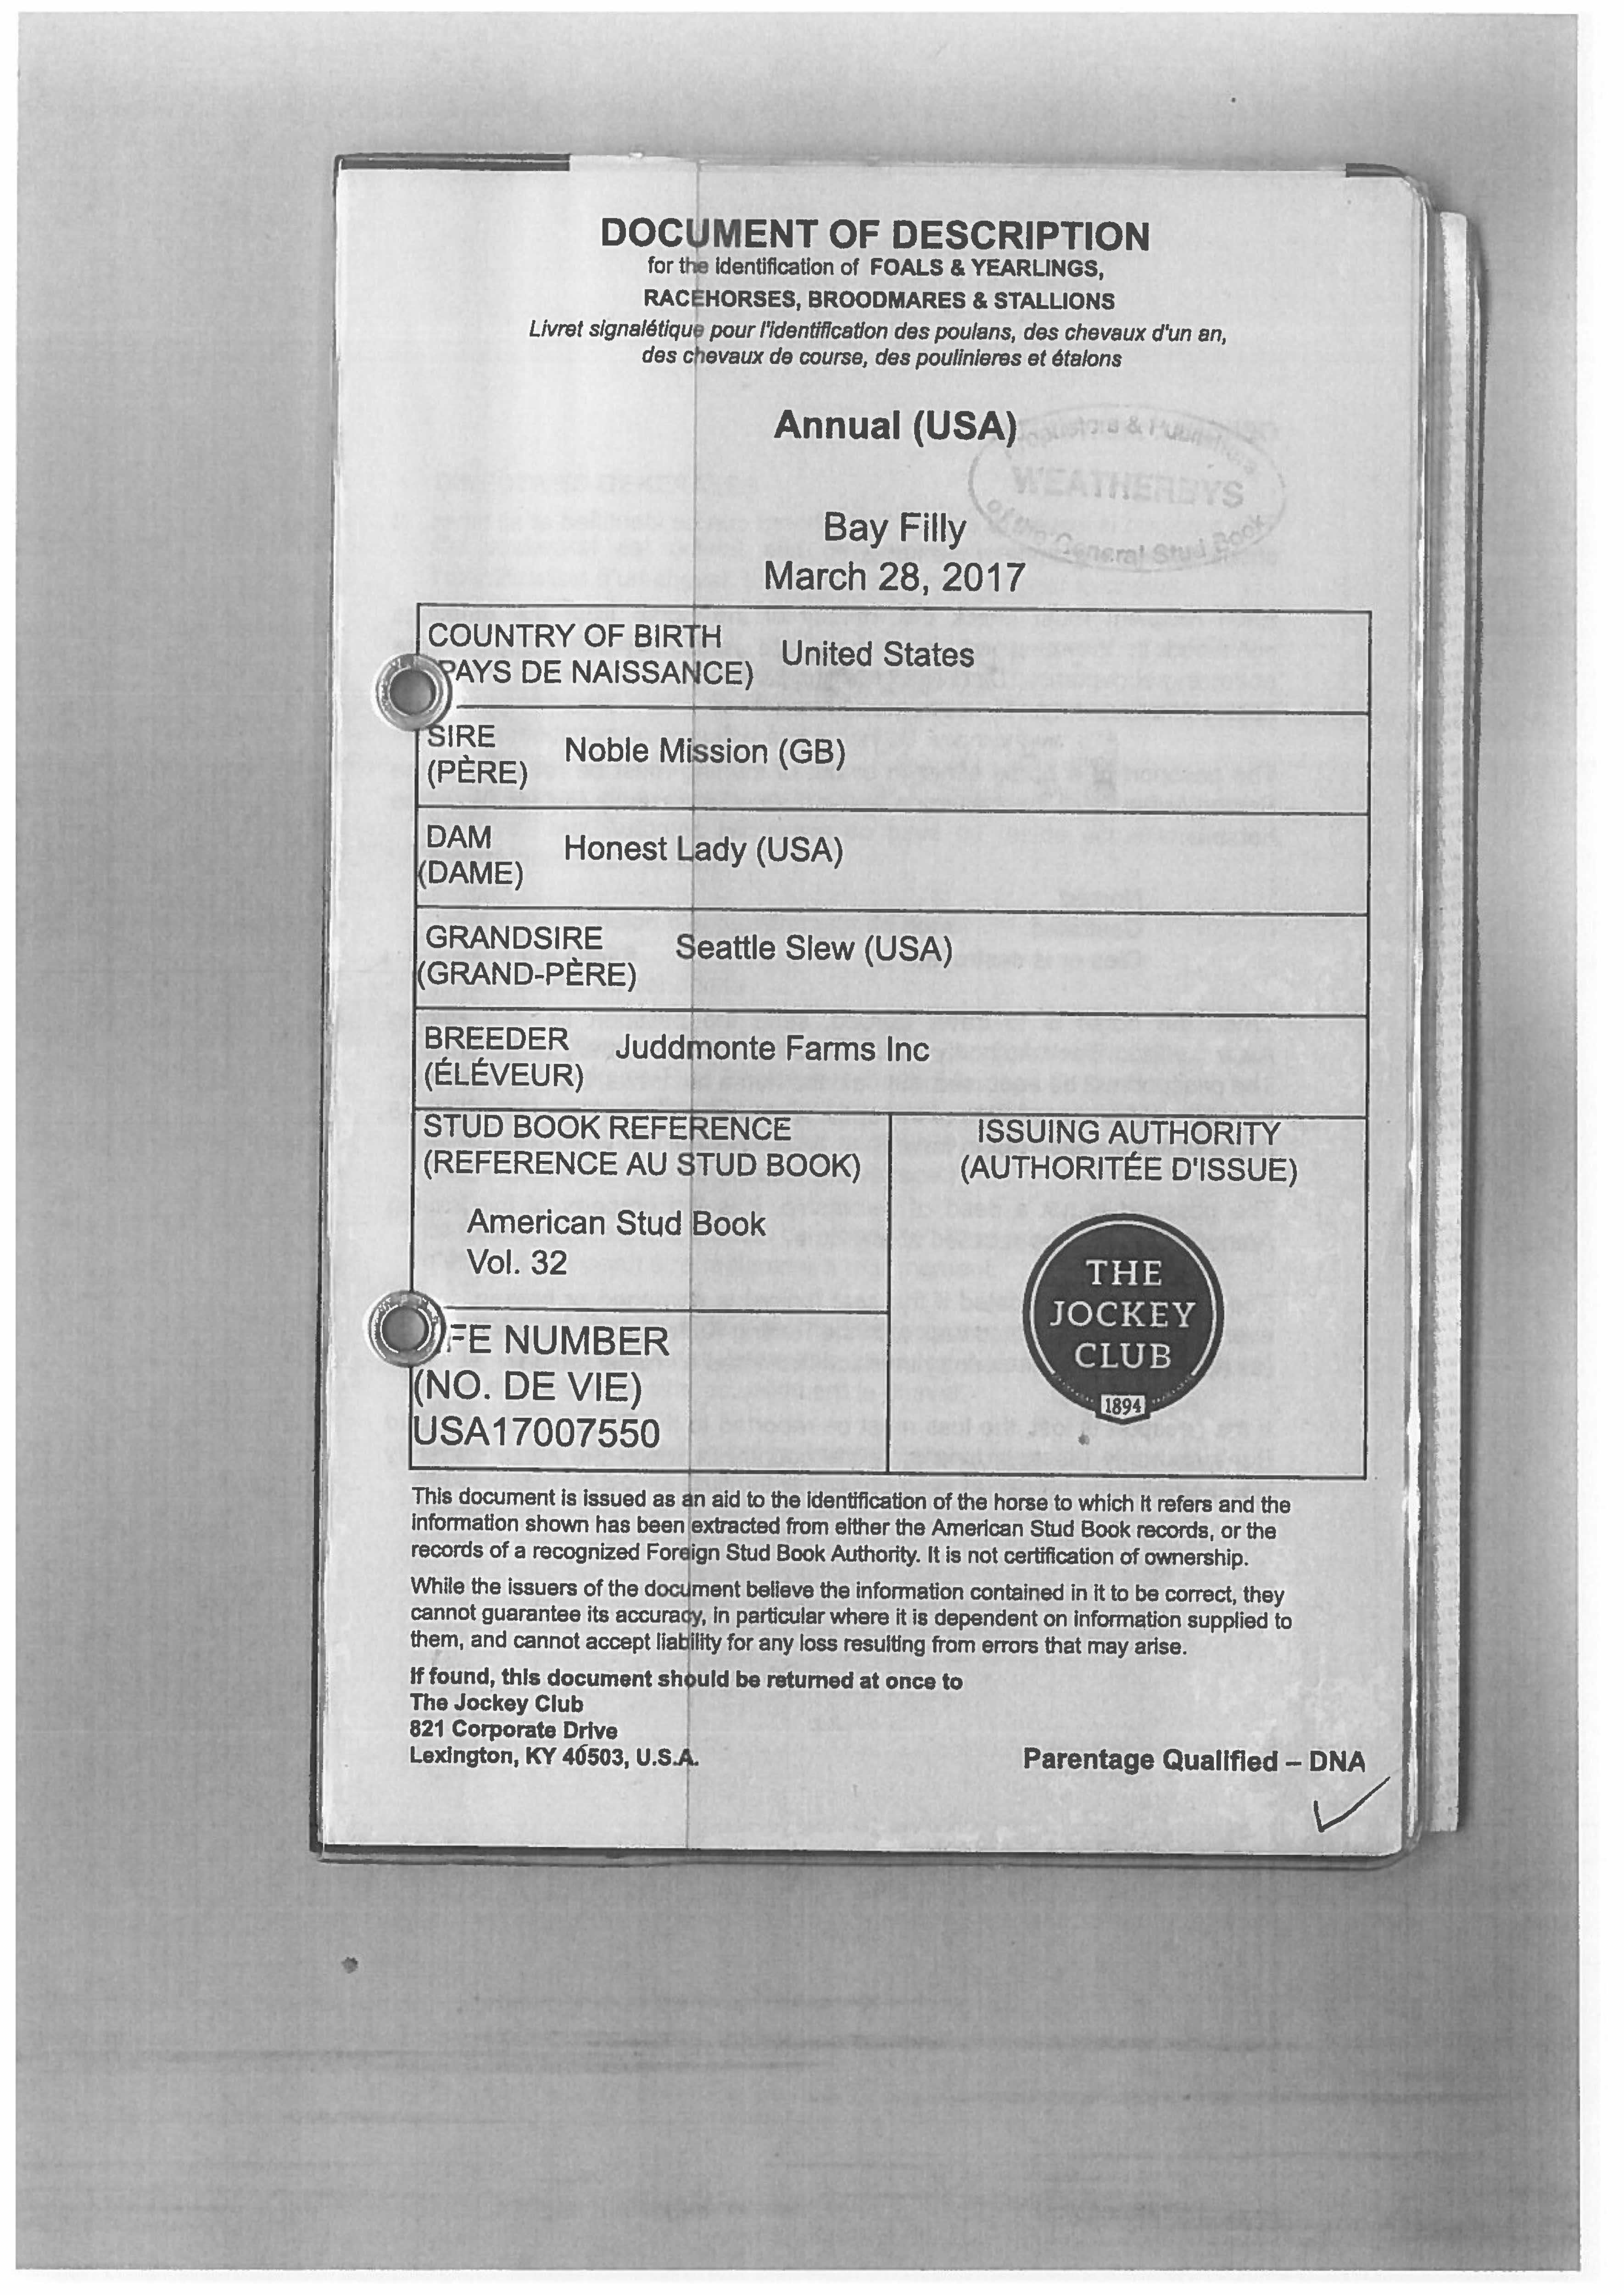 DOCUMENT OF DESCRIPTION
for the identification of FOALS & YEARLINGS,
RACEHORSES, BROODMARES & STALLIONS
Livret signalétique pour l'identification des poulans, des chevaux d'un an,
des chevaux de course, des poulinieres et étalons
Annual (USA)
WEATHERBYS
of the General Stud Book
Bay Filly
March 28, 2017
COUNTRY OF BIRTH
PAYS DE NAISSANCE)
United States
SIRE
(PÈRE)
Noble Mission (GB)
DAM
(DAME)
Honest Lady (USA)
GRANDSIRE
(GRAND-PÈRE)
Seattle Slew (USA)
BREEDER
(ÉLÉVEUR)
Juddmonte Farms Inc
STUD BOOK REFERENCE
(REFERENCE AU STUD BOOK)
American Stud Book
Vol. 32
ISSUING AUTHORITY
(AUTHORITÉE D'ISSUE)
THE
JOCKEY
CLUB
1894
FE NUMBER
(NO. DE VIE)
USA17007550
This document is issued as an aid to the identification of the horse to which it refers and the
information shown has been extracted from either the American Stud Book records, or the
records of a recognized Foreign Stud Book Authority. It is not certification of ownership.
While the issuers of the document believe the information contained in it to be correct, they
cannot guarantee its accuracy, in particular where it is dependent on information supplied to
them, and cannot accept liability for any loss resulting from errors that may arise.
If found, this document should be returned at once to
The Jockey Club
821 Corporate Drive
Lexington, KY 40503, U.S.A.
Parentage Qualified – DNA